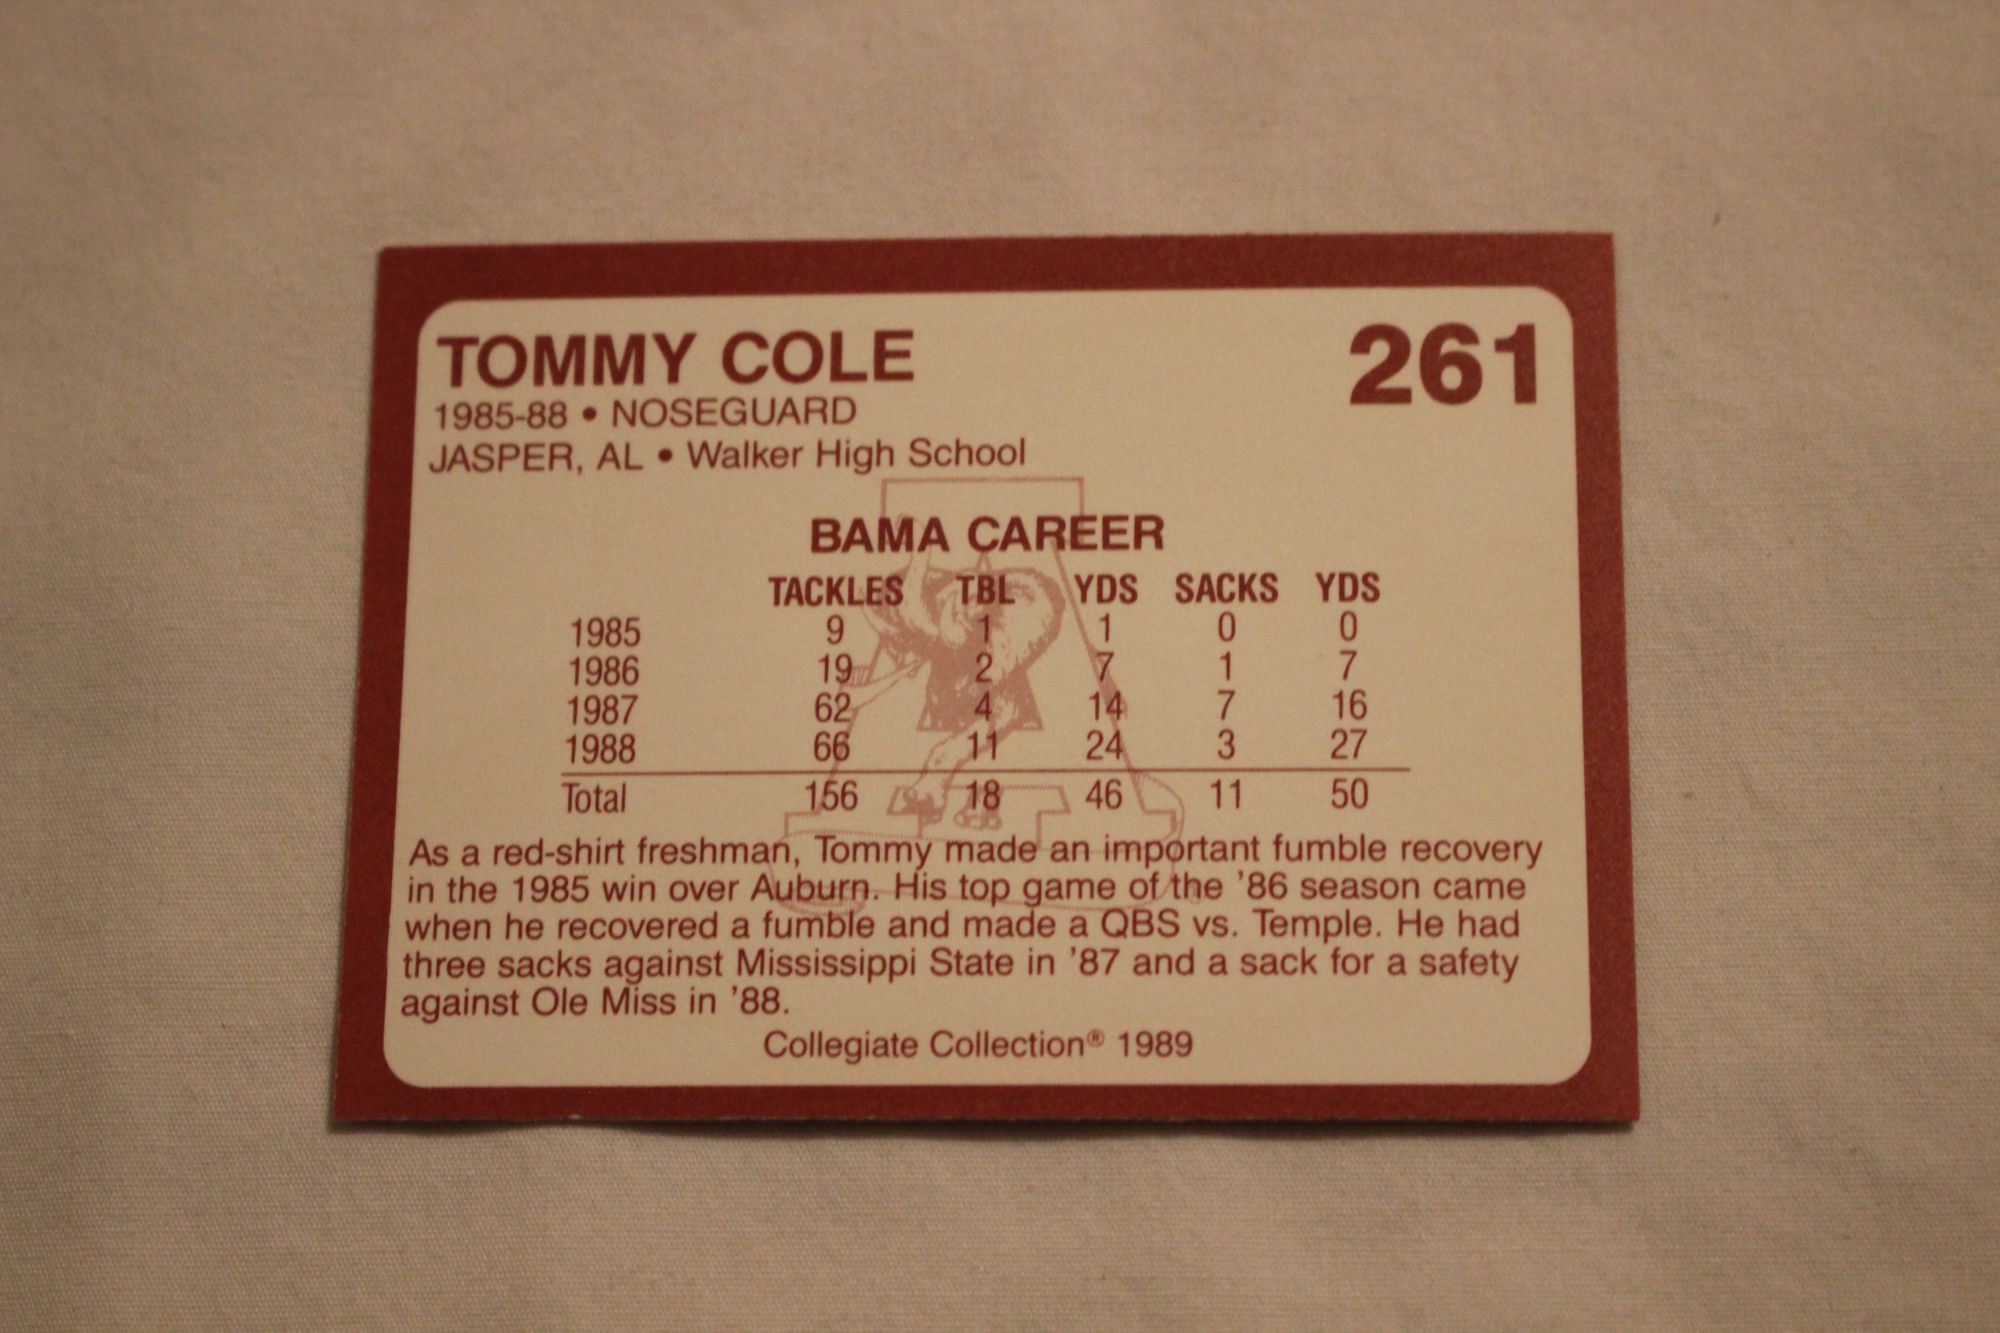 TOMMY COLE 261
1985-88 • NOSEGUARD
JASPER, AL • Walker High School
BAMA CAREER
TACKLES TBL YDS SACKS YDS
1985 9 1 1 0 0
1986 19 2 7 1 7
1987 62 4 14 7 16
1988 66 11 24 3 27
Total 156 18 46 11 50
As a red-shirt freshman, Tommy made an important fumble recovery
in the 1985 win over Auburn. His top game of the '86 season came
when he recovered a fumble and made a QBS vs. Temple. He had
three sacks against Mississippi State in '87 and a sack for a safety
against Ole Miss in '88.
Collegiate Collection® 1989